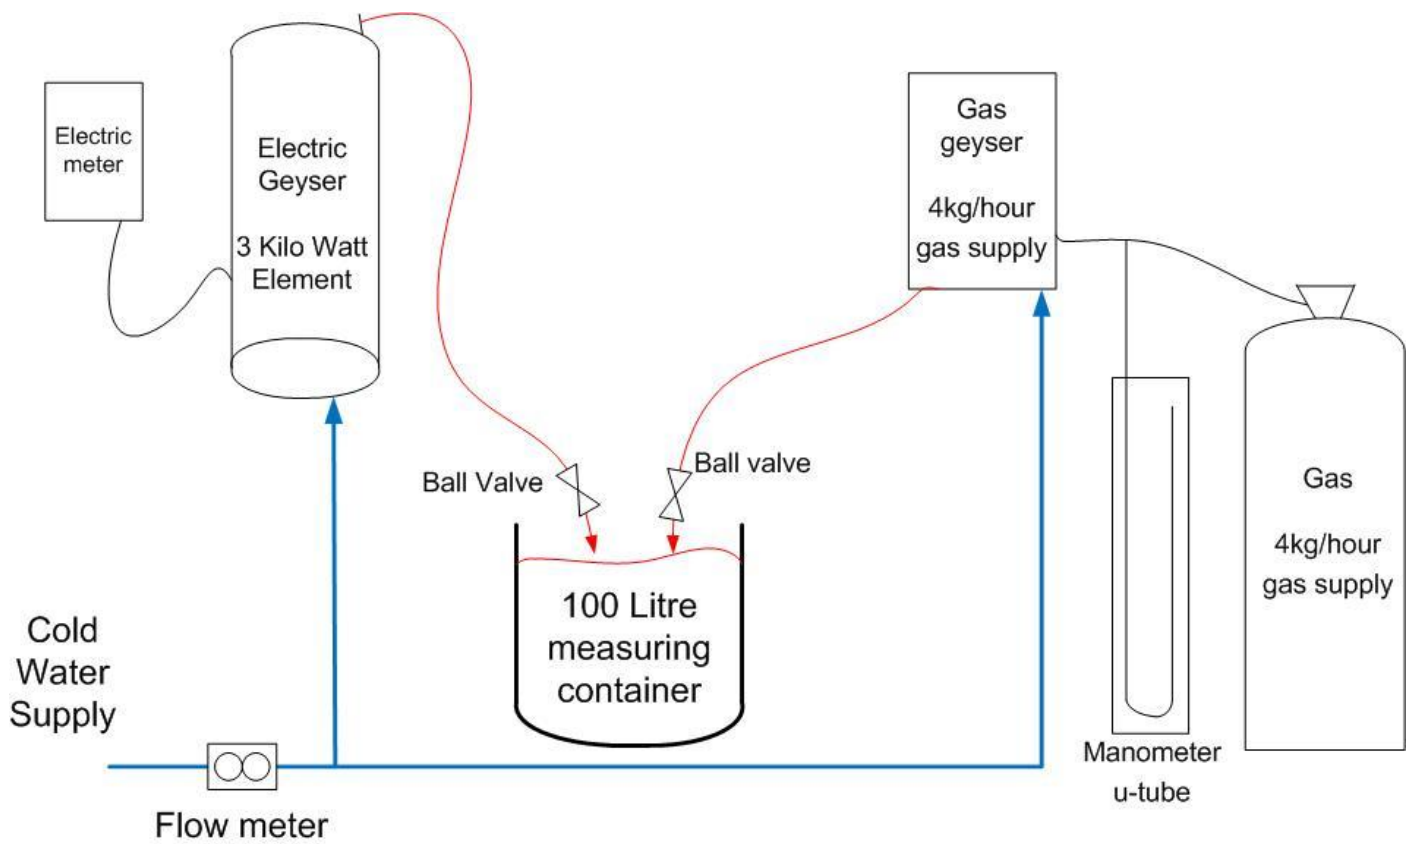 Electric
meter
Electric
Geyser
3 Kilo Watt
Element
Gas
geyser
4kg/hour
gas supply
Ball Valve
Ball valve
Gas
4kg/hour
gas supply
100 Litre
measuring
container
Cold
Water
Supply
Manometer
u-tube
Flow meter